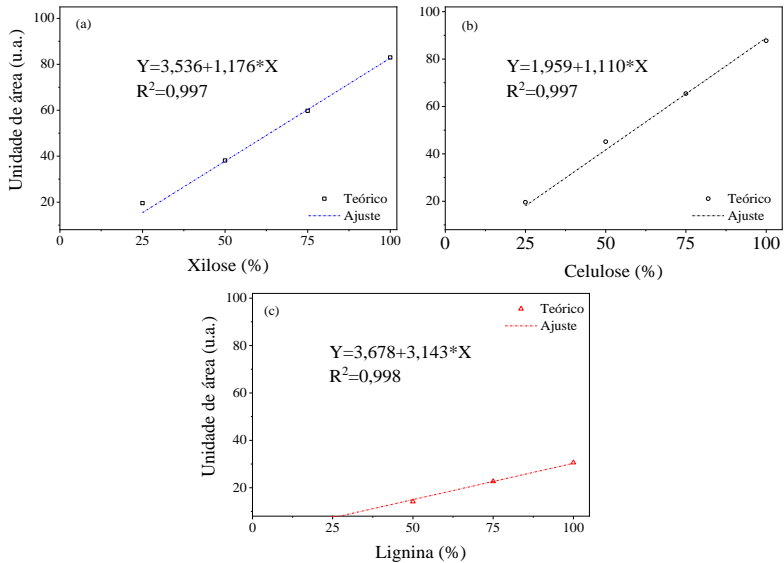 (a)
Y=3,536+1,176*X
R²=0,997
Unidade de área (u.a.)
100
80
60
40
20
0
25
50
75
100
Teórico
Ajuste
Xilose (%)
(b)
Y=1,959+1,110*X
R²=0,997
100
80
60
40
20
0
25
50
75
100
Teórico
Ajuste
Celulose (%)
(c)
Teórico
Ajuste
Y=3,678+3,143*X
R²=0,998
Unidade de área (u.a.)
100
80
60
40
20
0
25
50
75
100
Lignina (%)